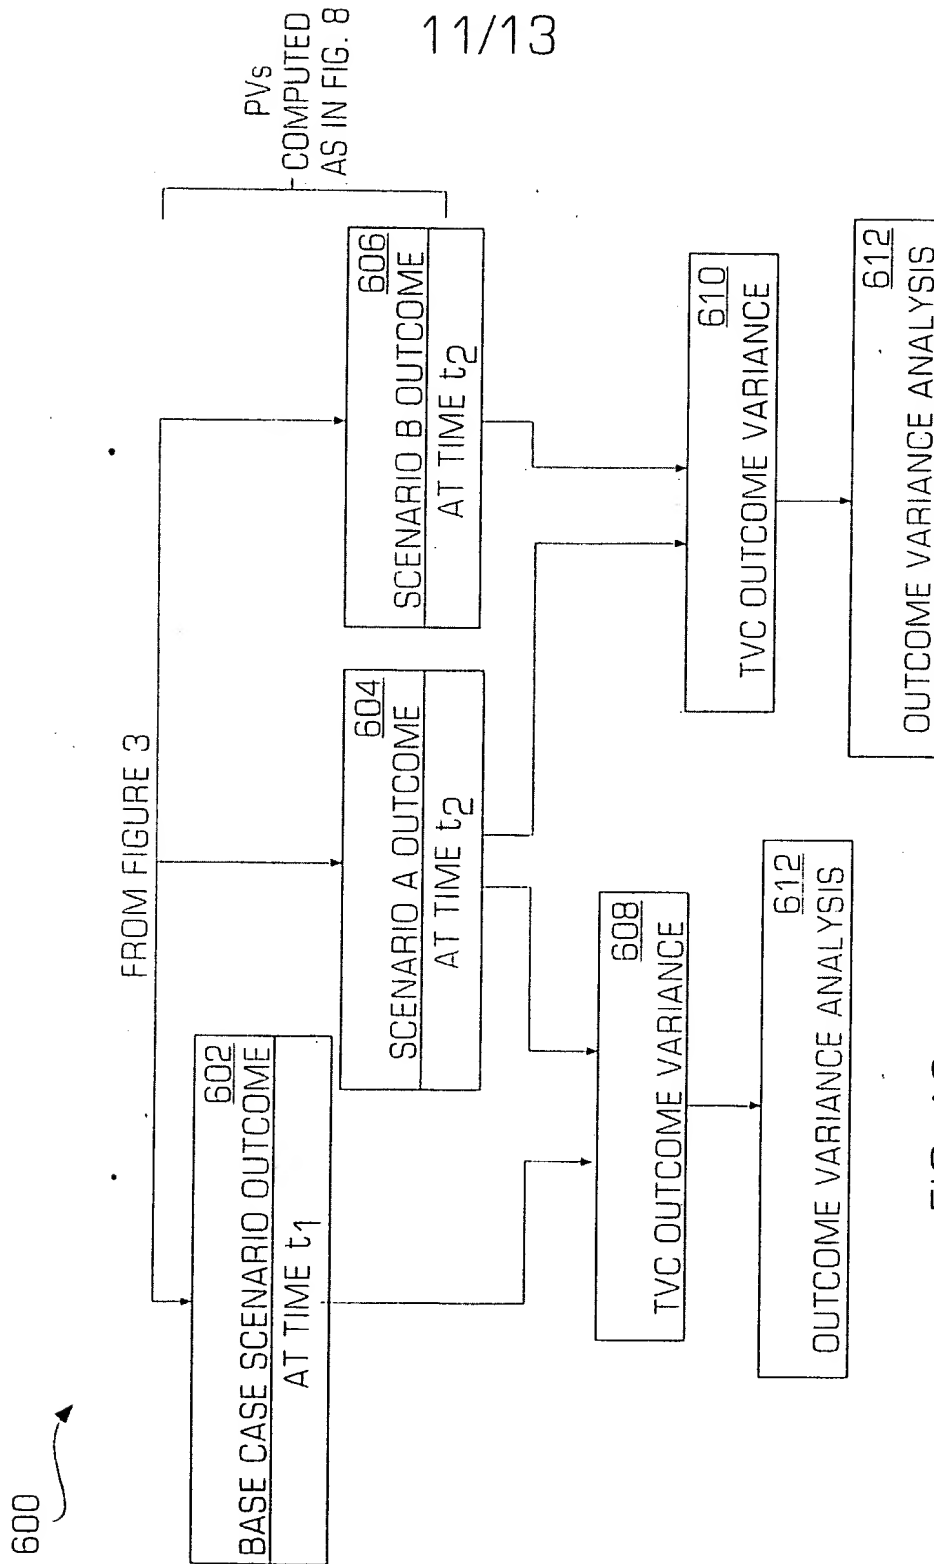 11/13
600
FROM FIGURE 3
PVs
COMPUTED
AS IN FIG. 8
602
BASE CASE SCENARIO OUTCOME
AT TIME t1
604
SCENARIO A OUTCOME
AT TIME t2
606
SCENARIO B OUTCOME
AT TIME t2
608
TVC OUTCOME VARIANCE
610
TVC OUTCOME VARIANCE
612
OUTCOME VARIANCE ANALYSIS
612
OUTCOME VARIANCE ANALYSIS